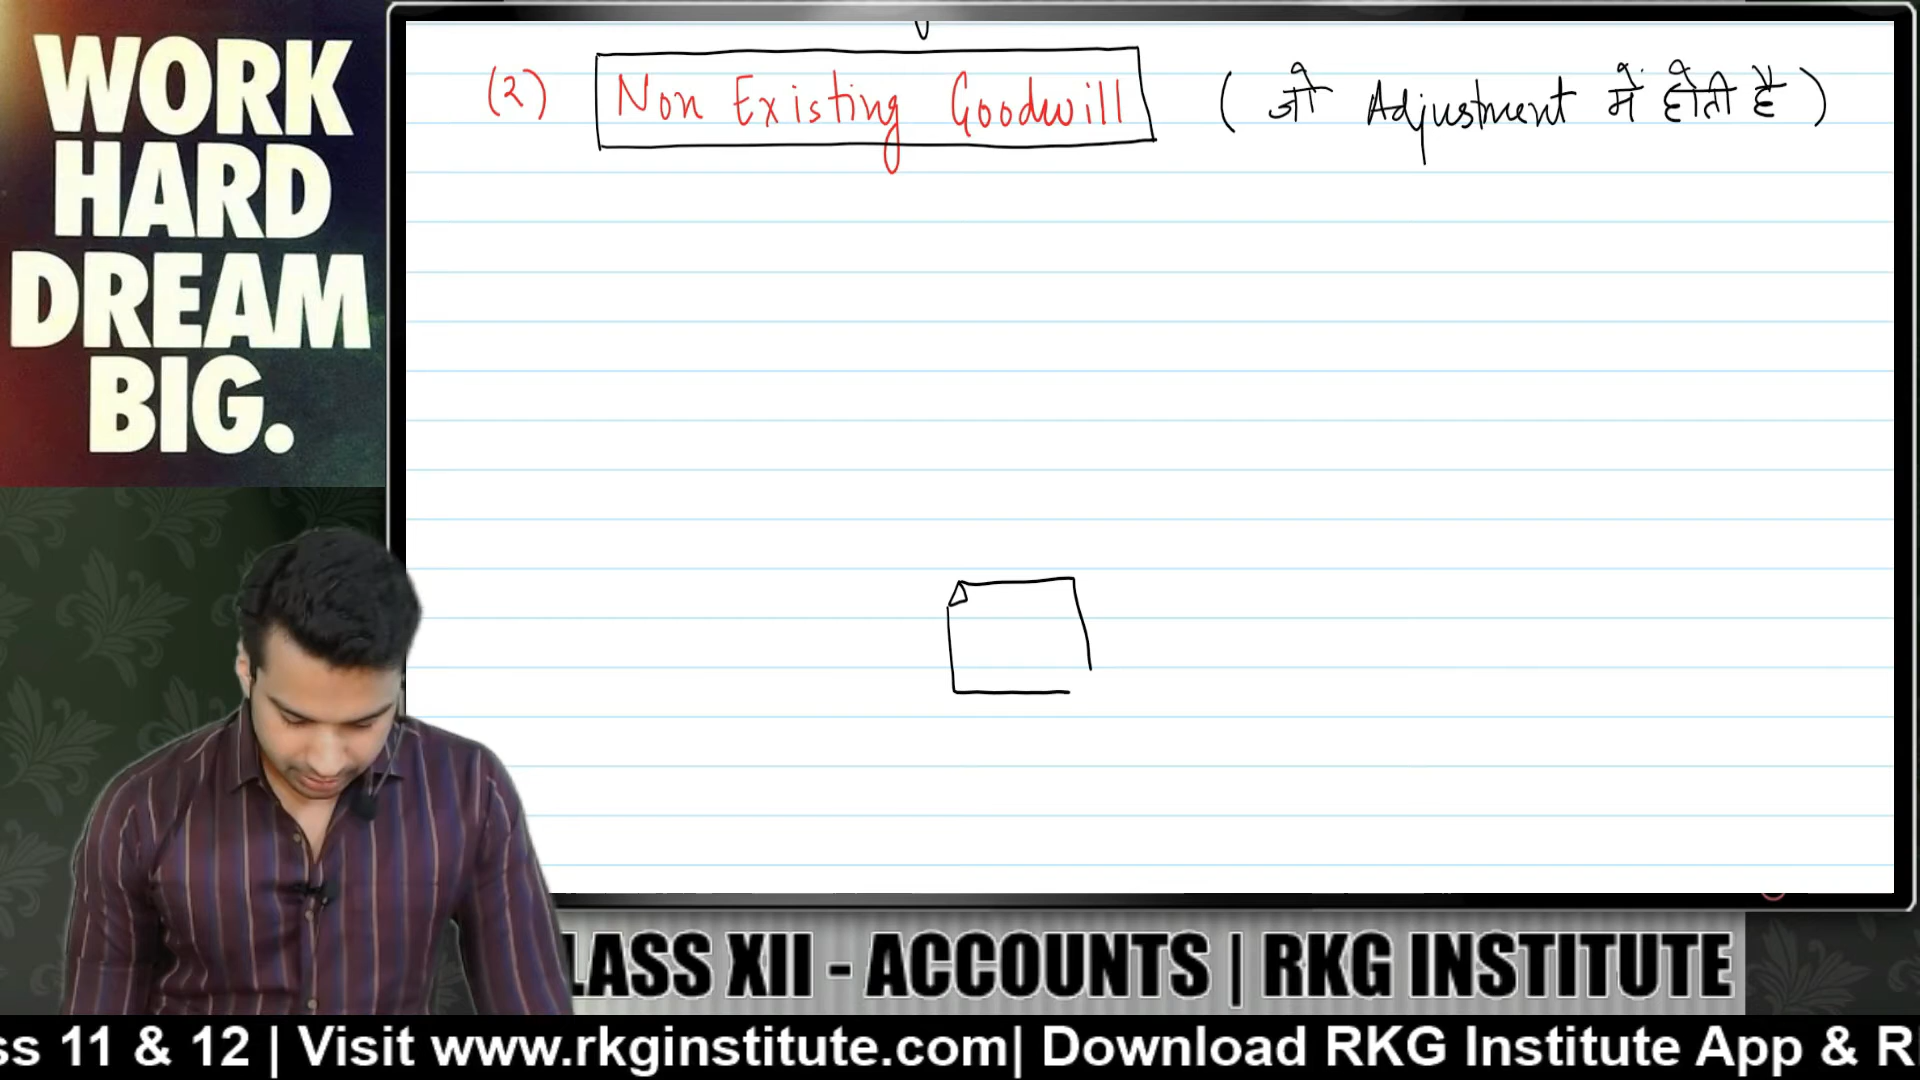 WORK
HARD
DREAM
BIG.
(2) Non Existing Goodwill (जो Adjustment में होती है)
LASS XII - ACCOUNTS | RKG INSTITUTE
ss 11 & 12 | Visit www.rkginstitute.com| Download RKG Institute App & R